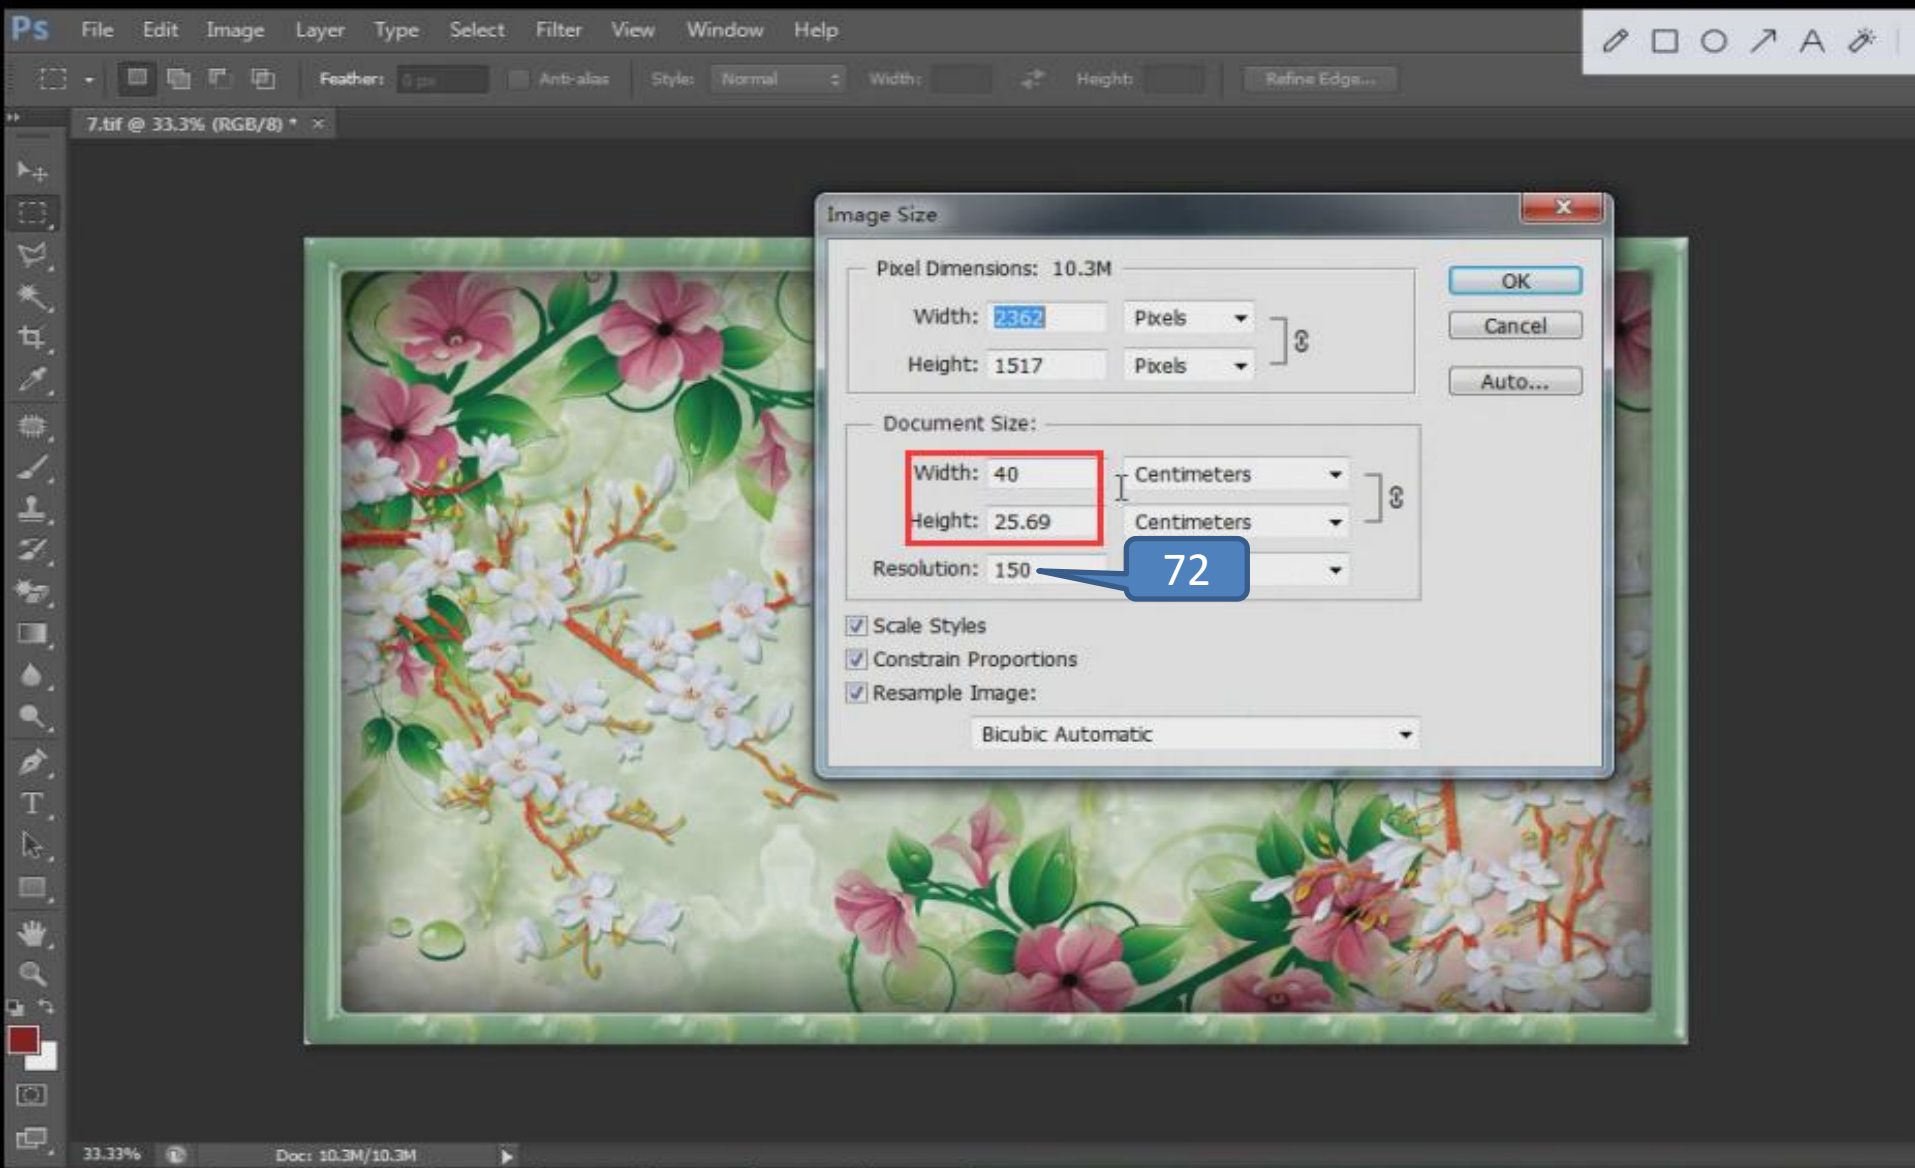 Ps File Edit Image Layer Type Select Filter View Window Help
Feather: 0 px Anti-alias Style: Normal Width: Height: Refine Edge...
7.tif @ 33.3% (RGB/8) * ×
Image Size
Pixel Dimensions: 10.3M
OK
Width: 2362 Pixels
Cancel
Height: 1517 Pixels
Auto...
Document Size:
Width: 40 Centimeters
Height: 25.69 Centimeters
Resolution: 150 72
Scale Styles
Constrain Proportions
Resample Image:
Bicubic Automatic
33.33% Doc: 10.3M/10.3M